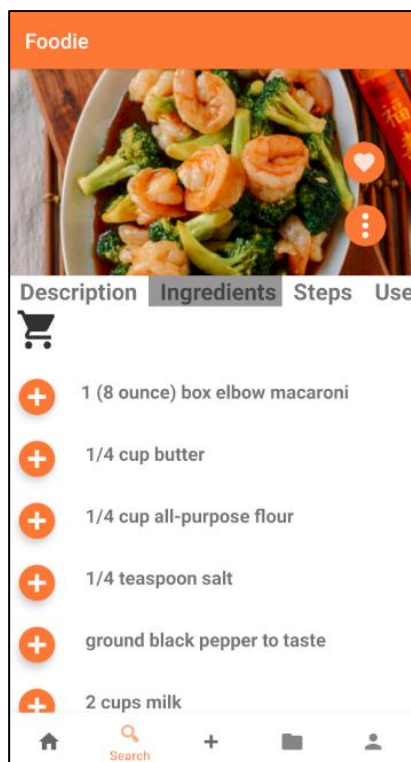 Foodie
福
Description Ingredients Steps Use
1 (8 ounce) box elbow macaroni
1/4 cup butter
1/4 cup all-purpose flour
1/4 teaspoon salt
ground black pepper to taste
2 cups milk
Search